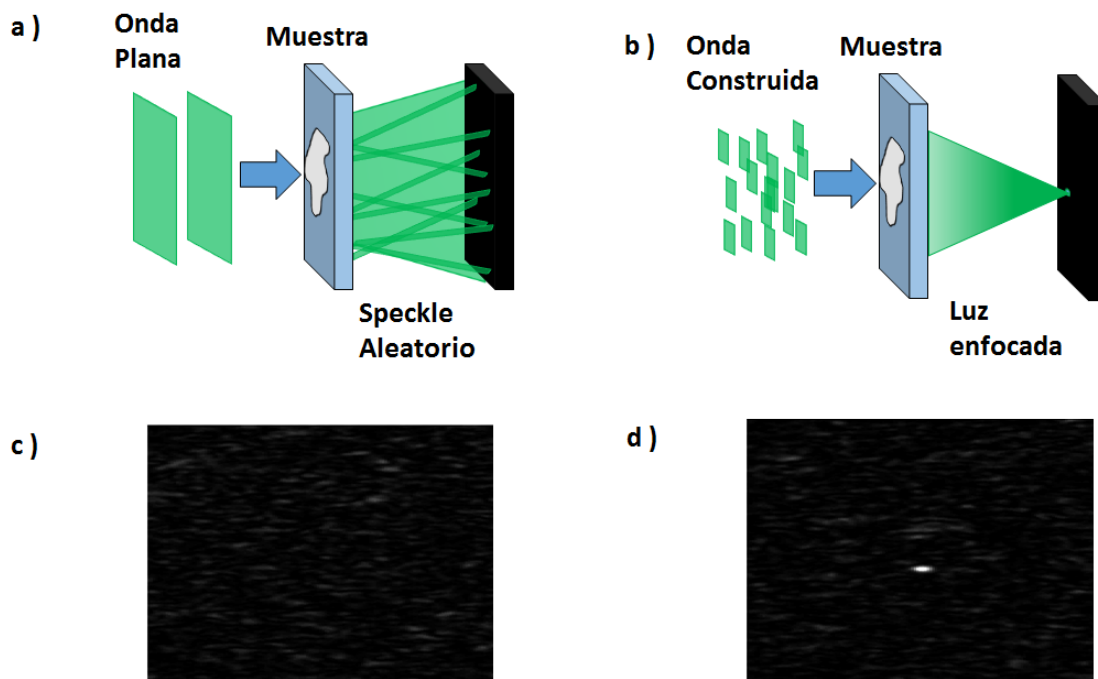 a )
Onda
Plana
Muestra
Speckle
Aleatorio
b )
Onda
Construida
Muestra
Luz
enfocada
c )
d )